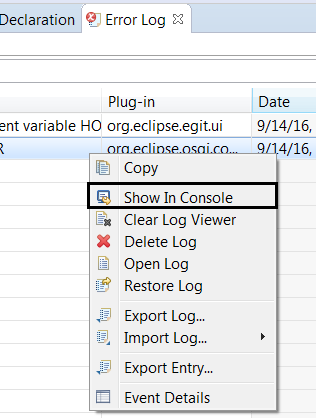 Declaration Error Log
Plug-in Date
ent variable HO org.eclipse.egit.ui 9/14/16,
R org.eclipse.osgi.co... 9/14/16,
Copy
Show In Console
Clear Log Viewer
Delete Log
Open Log
Restore Log
Export Log...
Import Log...
Export Entry...
Event Details